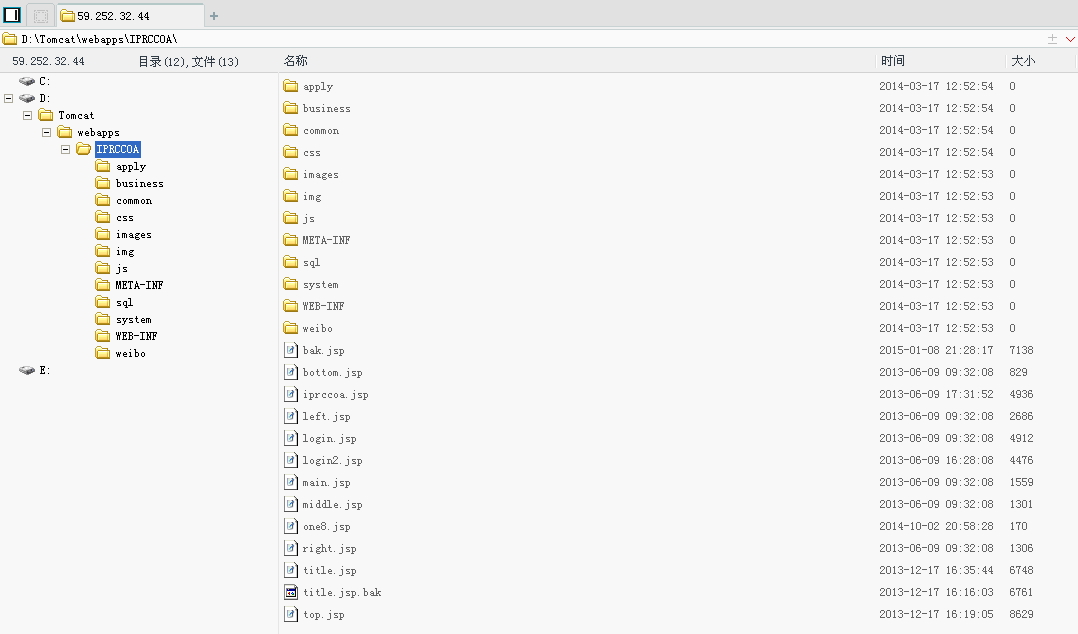 59.252.32.44
D:\Tomcat\webapps\IPRCCOA\
59.252.32.44 目录(12),文件(13) 名称 时间 大小
C:
D:
Tomcat
webapps
IPRCCOA
apply
business
common
css
images
img
js
META-INF
sql
system
WEB-INF
weibo
E:
apply 2014-03-17 12:52:54 0
business 2014-03-17 12:52:54 0
common 2014-03-17 12:52:54 0
css 2014-03-17 12:52:54 0
images 2014-03-17 12:52:53 0
img 2014-03-17 12:52:53 0
js 2014-03-17 12:52:53 0
META-INF 2014-03-17 12:52:53 0
sql 2014-03-17 12:52:53 0
system 2014-03-17 12:52:53 0
WEB-INF 2014-03-17 12:52:53 0
weibo 2014-03-17 12:52:53 0
bak.jsp 2015-01-08 21:28:17 7138
bottom.jsp 2013-06-09 09:32:08 829
iprccoa.jsp 2013-06-09 17:31:52 4936
left.jsp 2013-06-09 09:32:08 2686
login.jsp 2013-06-09 09:32:08 4912
login2.jsp 2013-06-09 16:28:08 4476
main.jsp 2013-06-09 09:32:08 1559
middle.jsp 2013-06-09 09:32:08 1301
one8.jsp 2014-10-02 20:58:28 170
right.jsp 2013-06-09 09:32:08 1306
title.jsp 2013-12-17 16:35:44 6748
title.jsp.bak 2013-12-17 16:16:03 6761
top.jsp 2013-12-17 16:19:05 8629